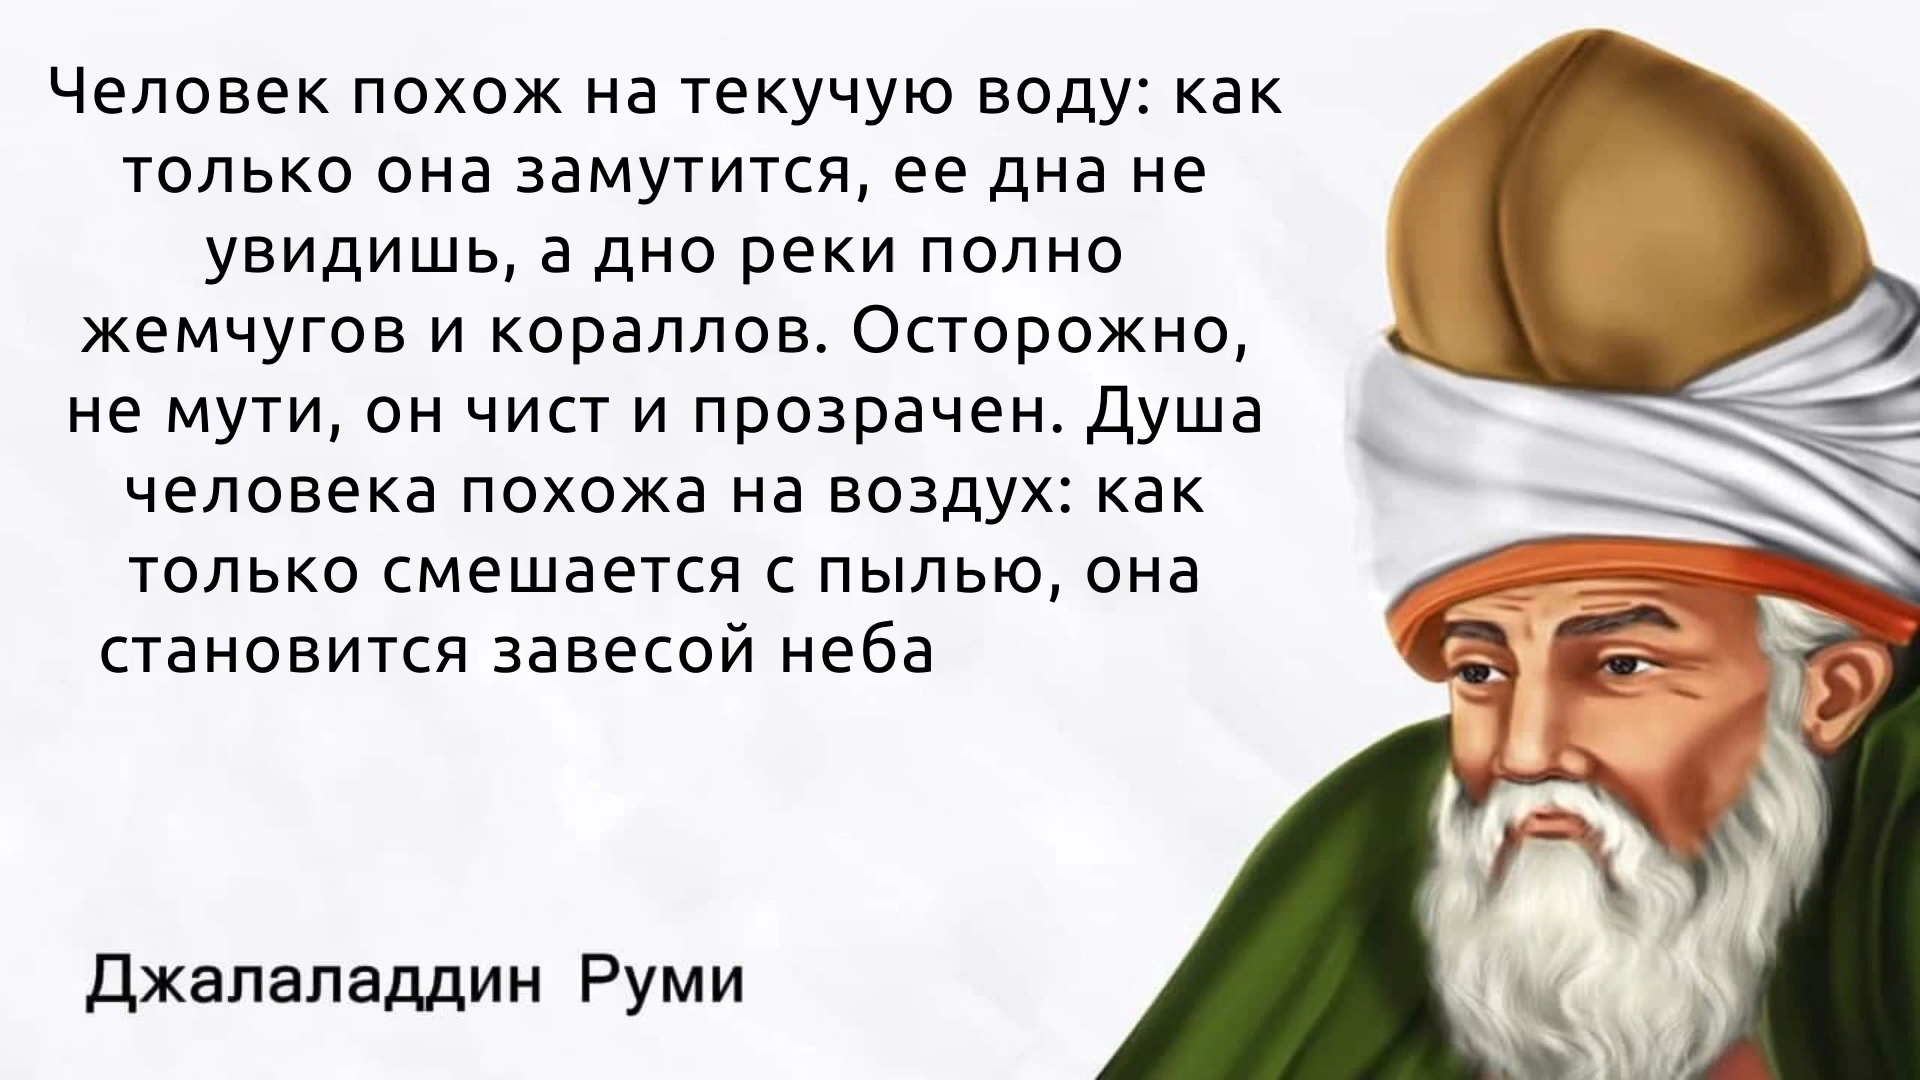 Человек похож на текучую воду: как
только она замутится, ее дна не
увидишь, а дно реки полно
жемчугов и кораллов. Осторожно,
не мути, он чист и прозрачен. Душа
человека похожа на воздух: как
только смешается с пылью, она
становится завесой неба
Джалаладдин Руми